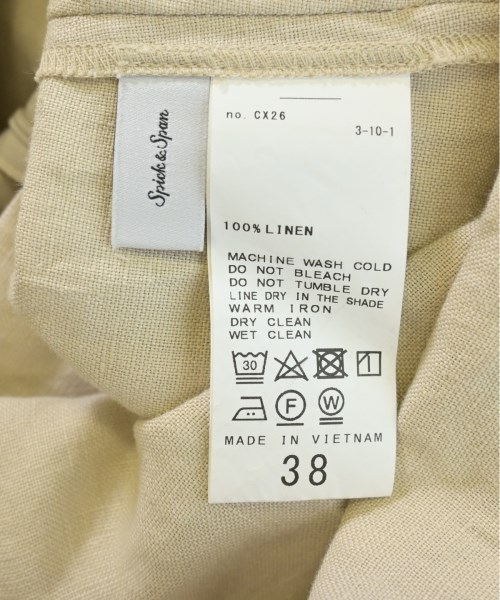 Spick & Span
no. CX26
3-10-1
100% LINEN
MACHINE WASH COLD
DO NOT BLEACH
DO NOT TUMBLE DRY
LINE DRY IN THE SHADE
WARM IRON
DRY CLEAN
WET CLEAN
30
F W
MADE IN VIETNAM
38